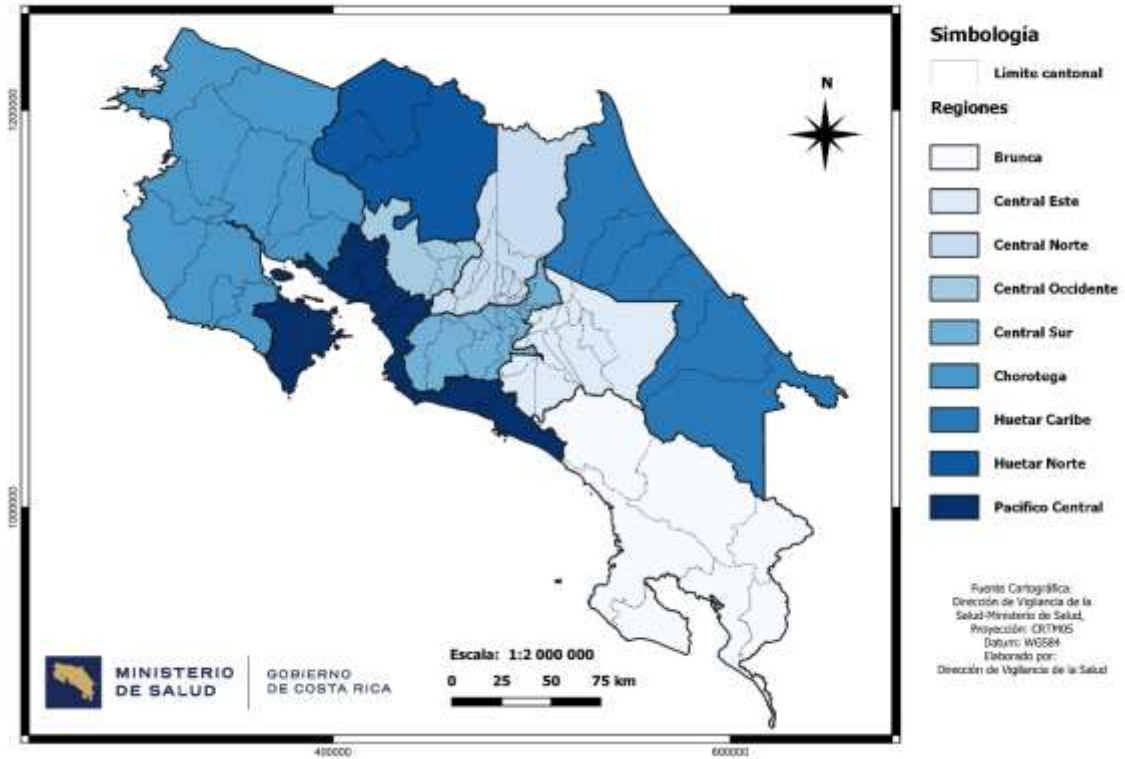 Simbología
Límite cantonal
N
Regiones
Brunca
Central Este
Central Norte
Central Occidente
Central Sur
Chorotega
Huetar Caribe
Huetar Norte
Pacífico Central
1200000
1000000
400000
600000
Escala: 1:2 000 000
0 25 50 75 km
MINISTERIO
DE SALUD
GOBIERNO
DE COSTA RICA
Fuente Cartográfica:
Dirección de Vigilancia de la
Salud-Ministerio de Salud,
Proyección: CRTM05
Datum: WGS84
Elaborado por:
Dirección de Vigilancia de la Salud